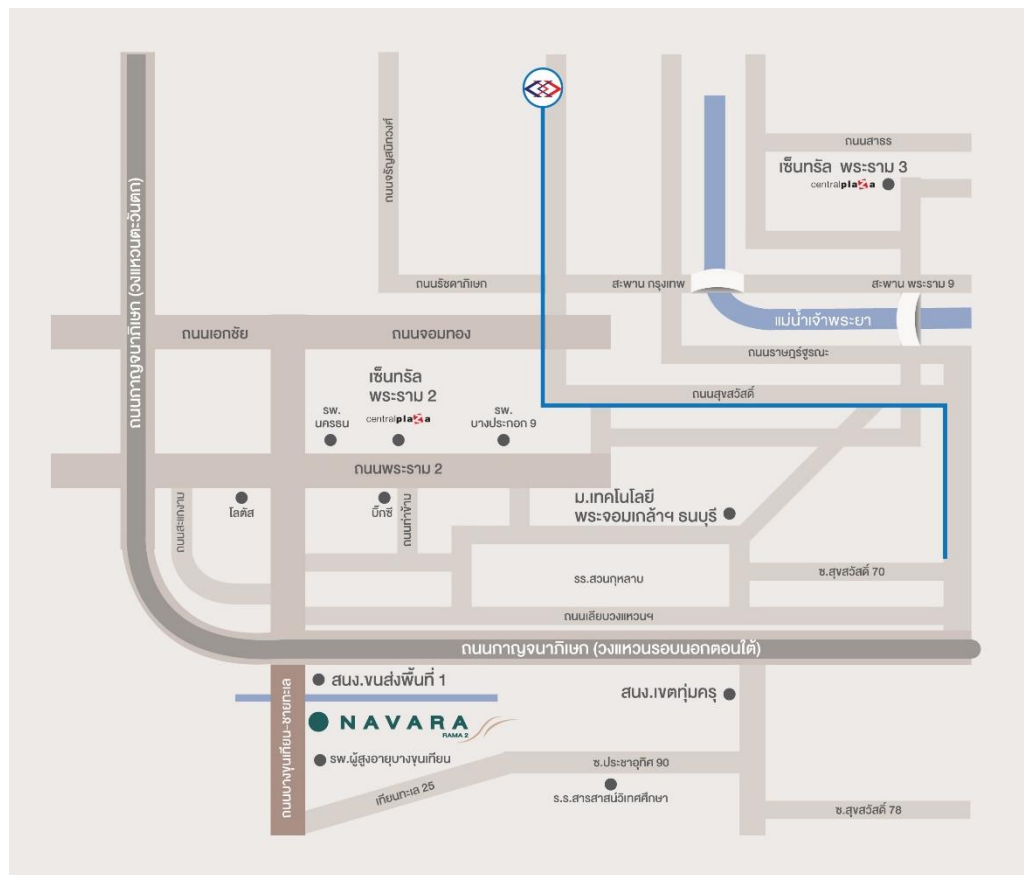 ถนนสาทร
เซ็นทรัล พระราม 3
centralplaza
ถนนจรัญสนิทวงศ์
ถนนกาญจนาภิเษก (วงแหวนตะวันตก)
ถนนรัชดาภิเษก
สะพาน กรุงเทพ
สะพาน พระราม 9
แม่น้ำเจ้าพระยา
ถนนเอกชัย
ถนนจอมทอง
ถนนราษฎร์บูรณะ
ถนนสุขสวัสดิ์
เซ็นทรัล
พระราม 2
centralplaza
รพ.
นครธน
รพ.
บางปะกอก 9
ถนนพระราม 2
ถนนสะแกงาม
โลตัส
บิ๊กซี
ถนนท่าข้าม
ม.เทคโนโลยี
พระจอมเกล้าฯ ธนบุรี
รร.สวนกุหลาบ
ซ.สุขสวัสดิ์ 70
ถนนเลียบวงแหวนฯ
ถนนกาญจนาภิเษก (วงแหวนรอบนอกตอนใต้)
สนง.ขนส่งพื้นที่ 1
สนง.เขตทุ่งครุ
ถนนบางขุนเทียน-ชายทะเล
NAVARA
RAMA 2
รพ.ผู้สูงอายุบางขุนเทียน
ซ.ประชาอุทิศ 90
เทียนทะเล 25
ร.ร.สารสาสน์วิเทศศึกษา
ซ.สุขสวัสดิ์ 78